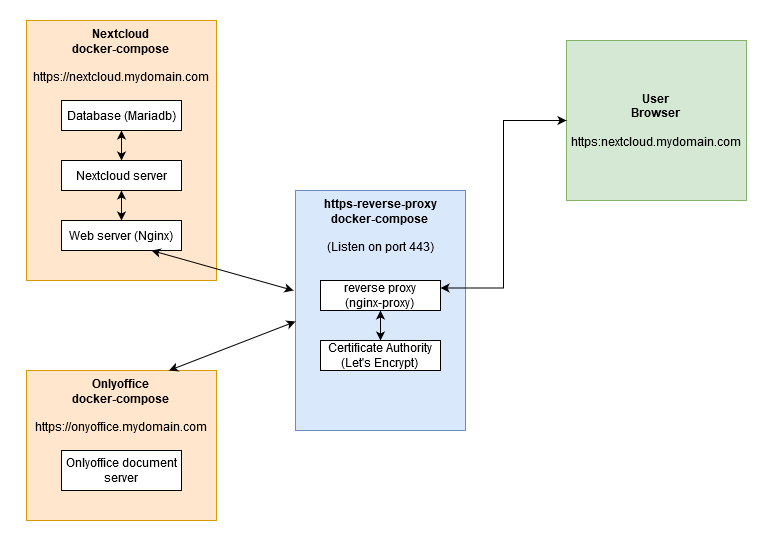 Nextcloud
docker-compose
https://nextcloud.mydomain.com
Database (Mariadb)
Nextcloud server
Web server (Nginx)
Onlyoffice
docker-compose
https://onyoffice.mydomain.com
Onlyoffice document
server
https-reverse-proxy
docker-compose
(Listen on port 443)
reverse proxy
(nginx-proxy)
Certificate Authority
(Let's Encrypt)
User
Browser
https:nextcloud.mydomain.com